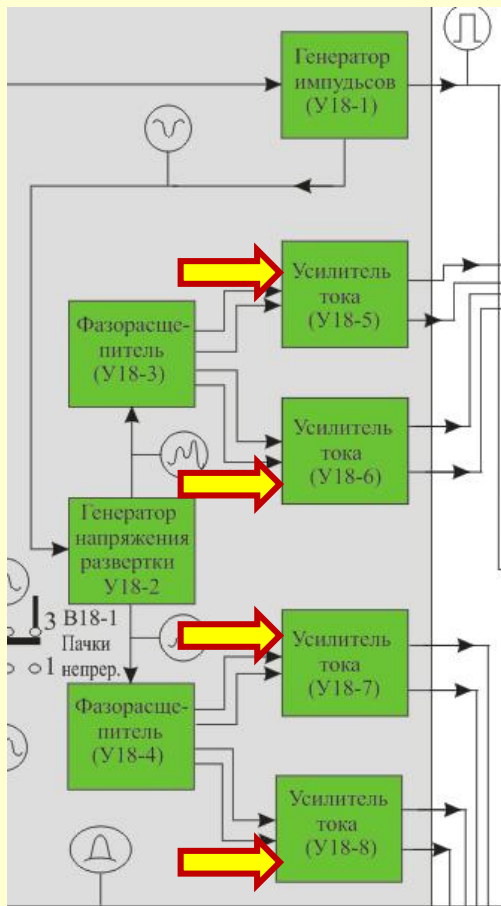 Генератор
импудьсов
(У18-1)
Усилитель
тока
(У18-5)
Фазорасще-
питель
(У18-3)
Усилитель
тока
(У18-6)
Генератор
напряжения
развертки
У18-2
3 В18-1
Пачки
1 непрер.
Усилитель
тока
(У18-7)
Фазорасще-
питель
(У18-4)
Усилитель
тока
(У18-8)